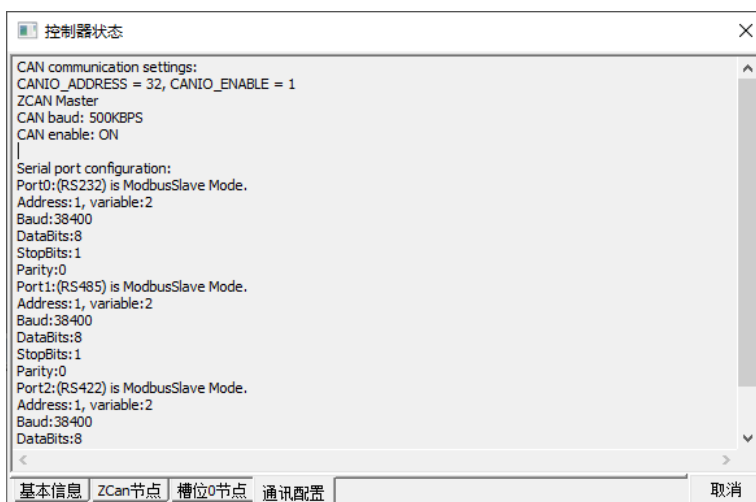 控制器状态
CAN communication settings:
CANIO_ADDRESS = 32, CANIO_ENABLE = 1
ZCAN Master
CAN baud: 500KBPS
CAN enable: ON
Serial port configuration:
Port0:(RS232) is ModbusSlave Mode.
Address:1, variable:2
Baud:38400
DataBits:8
StopBits:1
Parity:0
Port1:(RS485) is ModbusSlave Mode.
Address:1, variable:2
Baud:38400
DataBits:8
StopBits:1
Parity:0
Port2:(RS422) is ModbusSlave Mode.
Address:1, variable:2
Baud:38400
DataBits:8
基本信息 ZCan节点 槽位0节点 通讯配置 取消